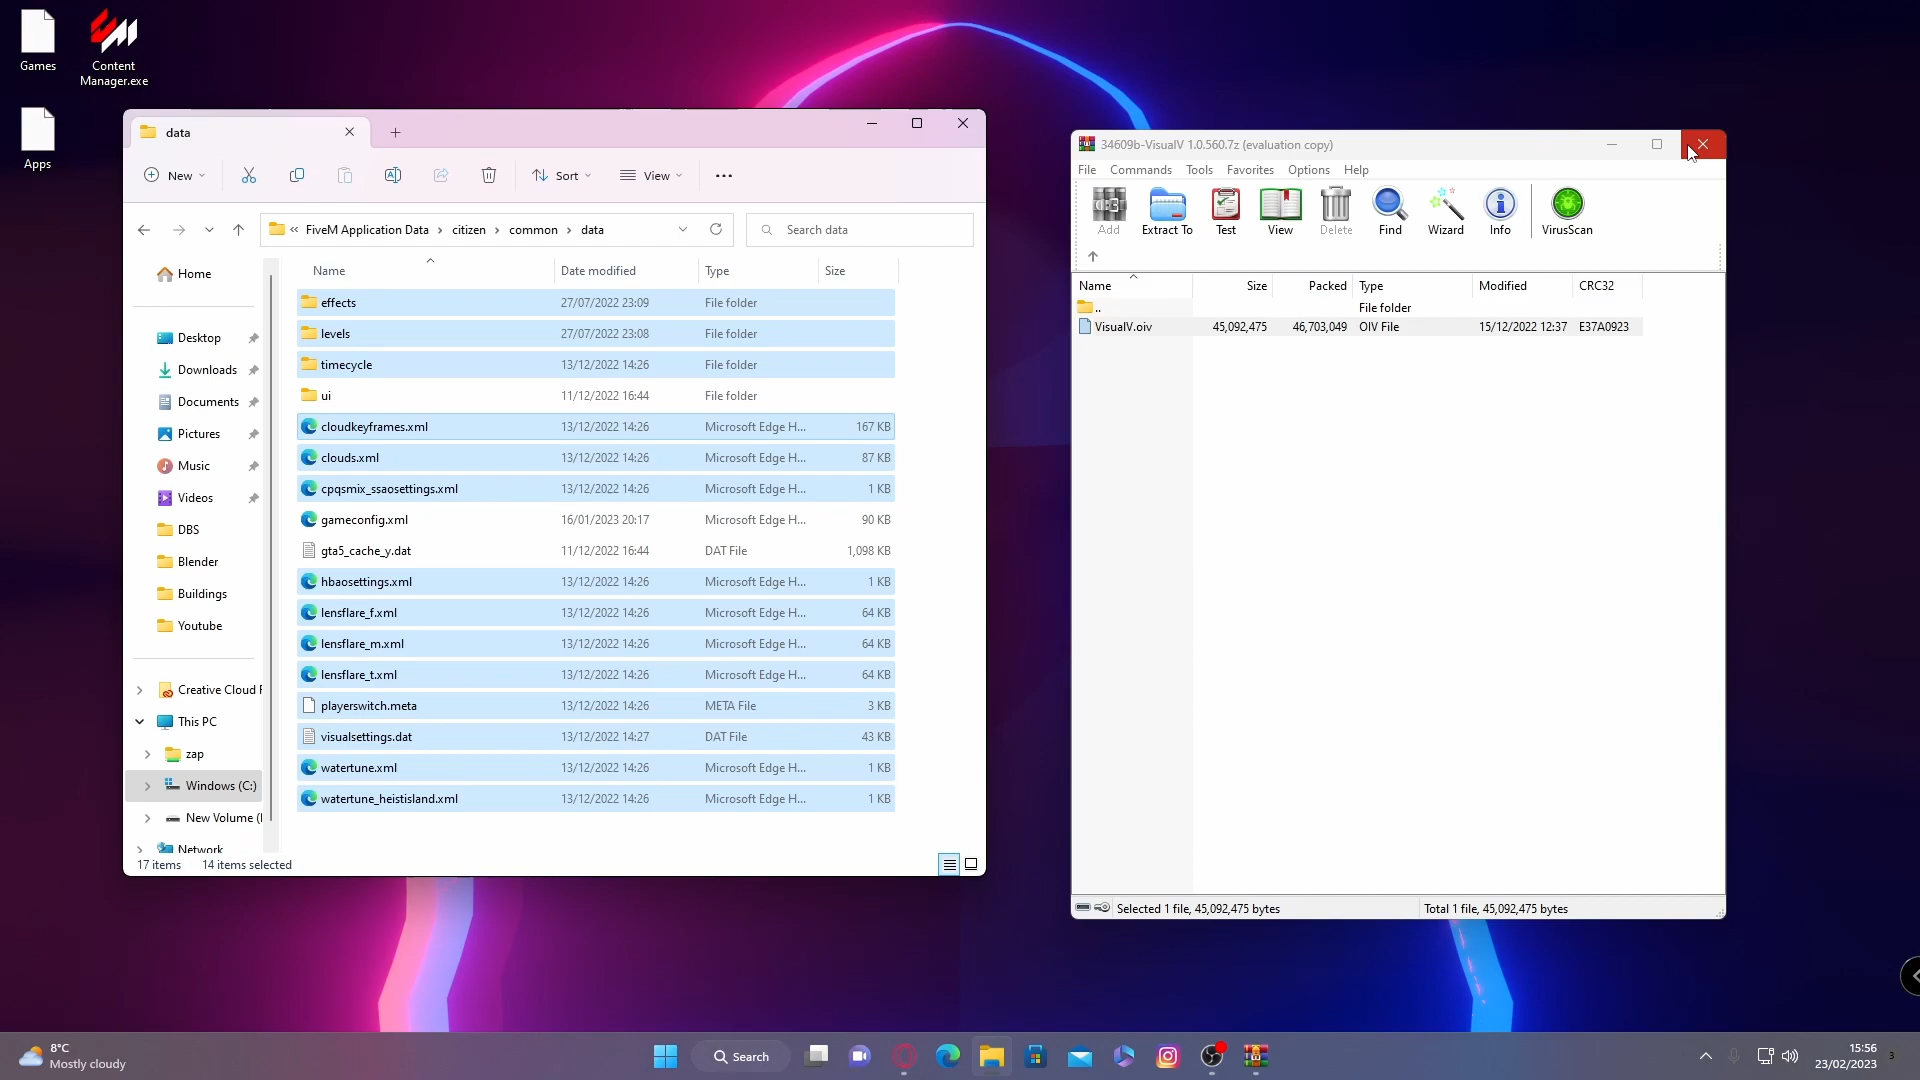 Games
Content
Manager.exe
Apps
data
New
Sort
View
FiveM Application Data
citizen
common
data
Search data
Home
Desktop
Downloads
Documents
Pictures
Music
Videos
DBS
Blender
Buildings
Youtube
Creative Cloud F
This PC
zap
Windows (C:)
New Volume (I
Network
Name Date modified Type Size
effects 27/07/2022 23:09 File folder
levels 27/07/2022 23:08 File folder
timecycle 13/12/2022 14:26 File folder
ui 11/12/2022 16:44 File folder
cloudkeyframes.xml 13/12/2022 14:26 Microsoft Edge H... 167 KB
clouds.xml 13/12/2022 14:26 Microsoft Edge H... 87 KB
cpqsmix_ssaosettings.xml 13/12/2022 14:26 Microsoft Edge H... 1 KB
gameconfig.xml 16/01/2023 20:17 Microsoft Edge H... 90 KB
gta5_cache_y.dat 11/12/2022 16:44 DAT File 1,098 KB
hbaosettings.xml 13/12/2022 14:26 Microsoft Edge H... 1 KB
lensflare_f.xml 13/12/2022 14:26 Microsoft Edge H... 64 KB
lensflare_m.xml 13/12/2022 14:26 Microsoft Edge H... 64 KB
lensflare_t.xml 13/12/2022 14:26 Microsoft Edge H... 64 KB
playerswitch.meta 13/12/2022 14:26 META File 3 KB
visualsettings.dat 13/12/2022 14:27 DAT File 43 KB
watertune.xml 13/12/2022 14:26 Microsoft Edge H... 1 KB
watertune_heistisland.xml 13/12/2022 14:26 Microsoft Edge H... 1 KB
17 items 14 items selected
34609b-VisualV 1.0.560.7z (evaluation copy)
File Commands Tools Favorites Options Help
Add Extract To Test View Delete Find Wizard Info VirusScan
Name Size Packed Type Modified CRC32
.. File folder
VisualV.oiv 45,092,475 46,703,049 OIV File 15/12/2022 12:37 E37A0923
Selected 1 file, 45,092,475 bytes Total 1 file, 45,092,475 bytes
8°C
Mostly cloudy
Search
15:56
23/02/2023
3